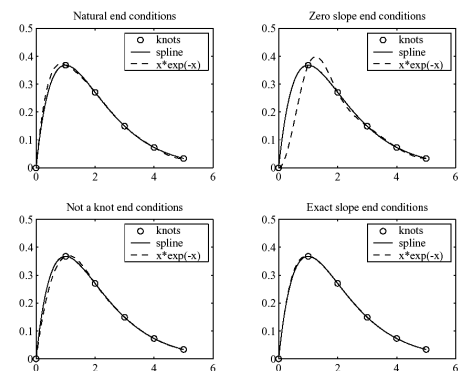 Natural end conditions
0.5
0.4
0.3
0.2
0.1
0
0 2 4 6
knots
spline
x*exp(-x)
Zero slope end conditions
0.5
0.4
0.3
0.2
0.1
0
0 2 4 6
knots
spline
x*exp(-x)
Not a knot end conditions
0.5
0.4
0.3
0.2
0.1
0
0 2 4 6
knots
spline
x*exp(-x)
Exact slope end conditions
0.5
0.4
0.3
0.2
0.1
0
0 2 4 6
knots
spline
x*exp(-x)